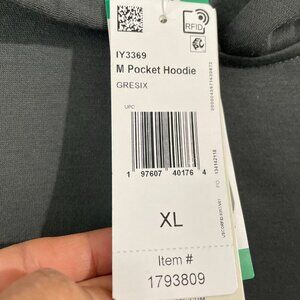 RFID
IY3369
M Pocket Hoodie
GRESIX
UPC
1 97607 40176 4
XL
Item #
1793809